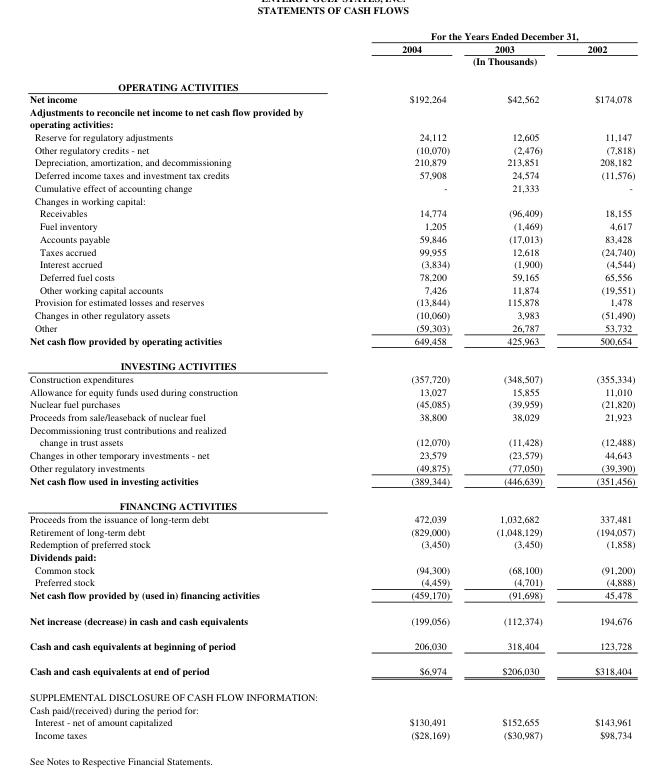 ENTERGY GULF STATES, INC.
STATEMENTS OF CASH FLOWS
For the Years Ended December 31,
2004 2003 2002
(In Thousands)
OPERATING ACTIVITIES
Net income $192,264 $42,562 $174,078
Adjustments to reconcile net income to net cash flow provided by
operating activities:
Reserve for regulatory adjustments 24,112 12,605 11,147
Other regulatory credits - net (10,070) (2,476) (7,818)
Depreciation, amortization, and decommissioning 210,879 213,851 208,182
Deferred income taxes and investment tax credits 57,908 24,574 (11,576)
Cumulative effect of accounting change - 21,333 -
Changes in working capital:
Receivables 14,774 (96,409) 18,155
Fuel inventory 1,205 (1,469) 4,617
Accounts payable 59,846 (17,013) 83,428
Taxes accrued 99,955 12,618 (24,740)
Interest accrued (3,834) (1,900) (4,544)
Deferred fuel costs 78,200 59,165 65,556
Other working capital accounts 7,426 11,874 (19,551)
Provision for estimated losses and reserves (13,844) 115,878 1,478
Changes in other regulatory assets (10,060) 3,983 (51,490)
Other (59,303) 26,787 53,732
Net cash flow provided by operating activities 649,458 425,963 500,654
INVESTING ACTIVITIES
Construction expenditures (357,720) (348,507) (355,334)
Allowance for equity funds used during construction 13,027 15,855 11,010
Nuclear fuel purchases (45,085) (39,959) (21,820)
Proceeds from sale/leaseback of nuclear fuel 38,800 38,029 21,923
Decommissioning trust contributions and realized
change in trust assets (12,070) (11,428) (12,488)
Changes in other temporary investments - net 23,579 (23,579) 44,643
Other regulatory investments (49,875) (77,050) (39,390)
Net cash flow used in investing activities (389,344) (446,639) (351,456)
FINANCING ACTIVITIES
Proceeds from the issuance of long-term debt 472,039 1,032,682 337,481
Retirement of long-term debt (829,000) (1,048,129) (194,057)
Redemption of preferred stock (3,450) (3,450) (1,858)
Dividends paid:
Common stock (94,300) (68,100) (91,200)
Preferred stock (4,459) (4,701) (4,888)
Net cash flow provided by (used in) financing activities (459,170) (91,698) 45,478
Net increase (decrease) in cash and cash equivalents (199,056) (112,374) 194,676
Cash and cash equivalents at beginning of period 206,030 318,404 123,728
Cash and cash equivalents at end of period $6,974 $206,030 $318,404
SUPPLEMENTAL DISCLOSURE OF CASH FLOW INFORMATION:
Cash paid/(received) during the period for:
Interest - net of amount capitalized $130,491 $152,655 $143,961
Income taxes ($28,169) ($30,987) $98,734
See Notes to Respective Financial Statements.